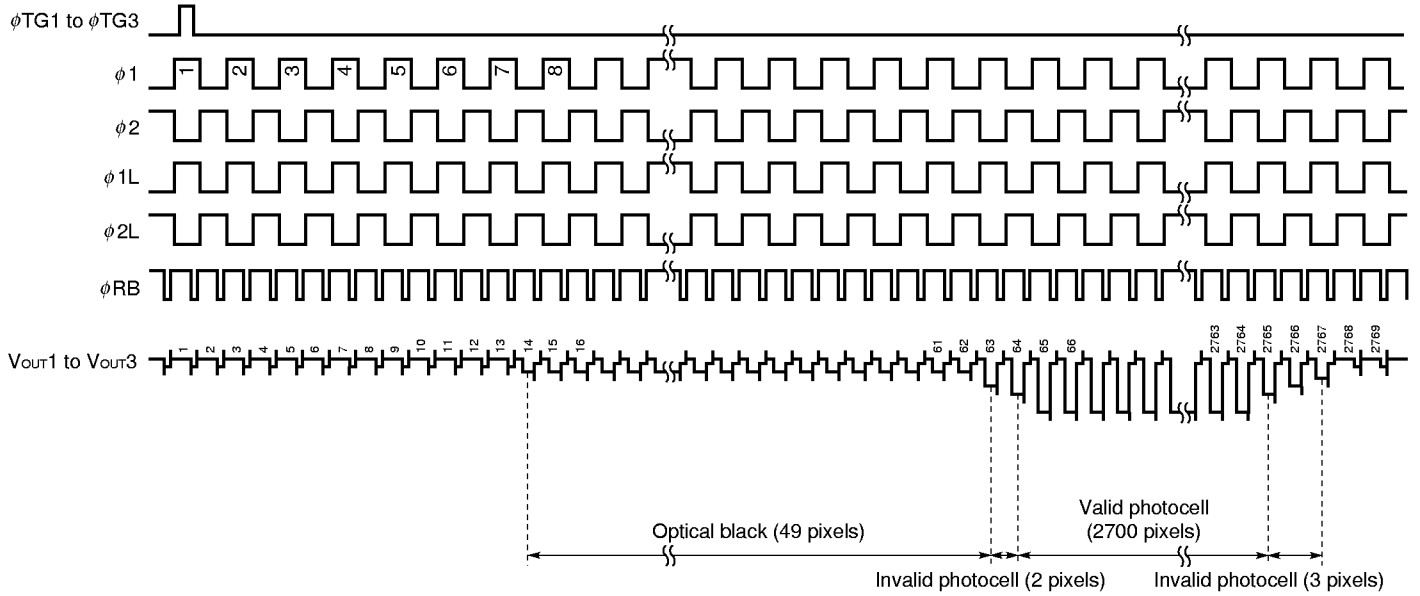 ϕTG1 to ϕTG3
ϕ1
1 2 3 4 5 6 7 8
ϕ2
ϕ1L
ϕ2L
ϕRB
VOUT1 to VOUT3
1 2 3 4 5 6 7 8 9 10 11 12 13 14 15 16 61 62 63 64 65 66 2763 2764 2765 2766 2767 2768 2769
Optical black (49 pixels)
Valid photocell
(2700 pixels)
Invalid photocell (2 pixels)
Invalid photocell (3 pixels)